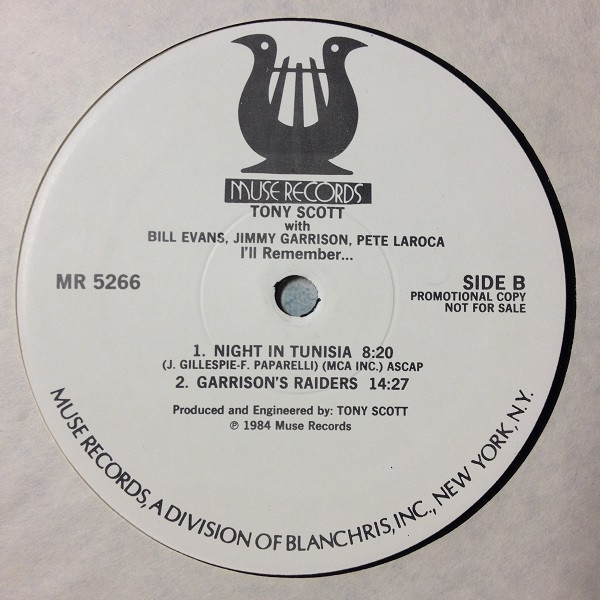 MUSE RECORDS
TONY SCOTT
with
BILL EVANS, JIMMY GARRISON, PETE LAROCA
I'll Remember...
MR 5266
SIDE B
PROMOTIONAL COPY
NOT FOR SALE
1. NIGHT IN TUNISIA 8:20
(J. GILLESPIE-F. PAPARELLI) (MCA INC.) ASCAP
2. GARRISON'S RAIDERS 14:27
Produced and Engineered by: TONY SCOTT
℗ 1984 Muse Records
MUSE RECORDS, A DIVISION OF BLANCHRIS, INC., NEW YORK, N.Y.